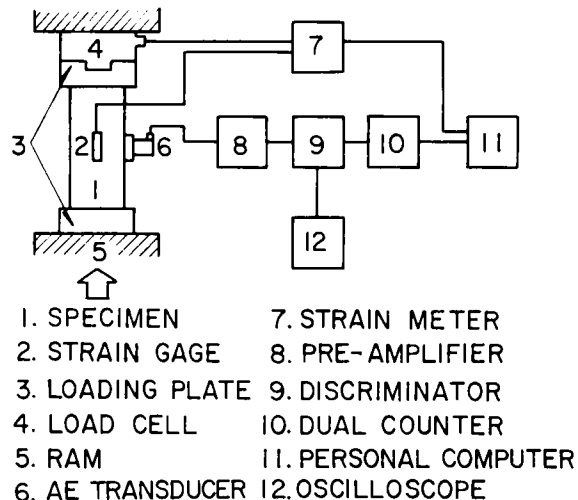 4
7
3
2
6
8
9
10
11
1
12
5
1. SPECIMEN
2. STRAIN GAGE
3. LOADING PLATE
4. LOAD CELL
5. RAM
6. AE TRANSDUCER
7. STRAIN METER
8. PRE-AMPLIFIER
9. DISCRIMINATOR
10. DUAL COUNTER
11. PERSONAL COMPUTER
12. OSCILLOSCOPE